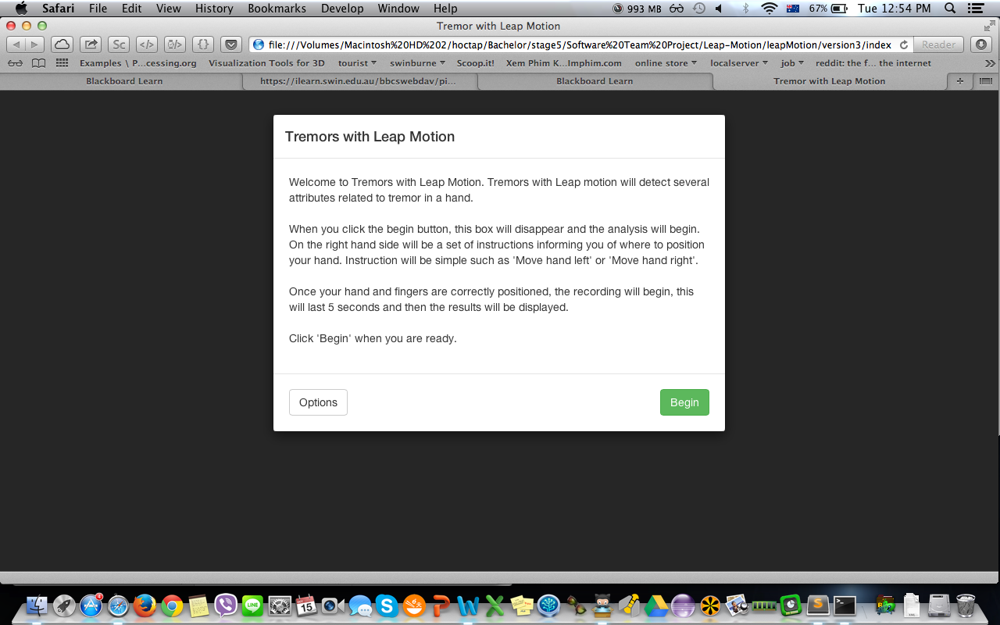 Safari File Edit View History Bookmarks Develop Window Help 993 MB 67% Tue 12:54 PM
Tremor with Leap Motion
Sc </> {} file:///Volumes/Macintosh%20HD%202/hoctap/Bachelor/stage5/Software%20Team%20Project/Leap-Motion/leapMotion/version3/index Reader
Examples \ P...cessing.org Visualization Tools for 3D tourist swinburne Scoop.it! Xem Phim K...Imphim.com online store localserver job reddit: the f... the internet
Blackboard Learn https://ilearn.swin.edu.au/bbcswebdav/pi... Blackboard Learn Tremor with Leap Motion +
Tremors with Leap Motion
Welcome to Tremors with Leap Motion. Tremors with Leap motion will detect several
attributes related to tremor in a hand.
When you click the begin button, this box will disappear and the analysis will begin.
On the right hand side will be a set of instructions informing you of where to position
your hand. Instruction will be simple such as 'Move hand left' or 'Move hand right'.
Once your hand and fingers are correctly positioned, the recording will begin, this
will last 5 seconds and then the results will be displayed.
Click 'Begin' when you are ready.
Options Begin
4 LINE 15